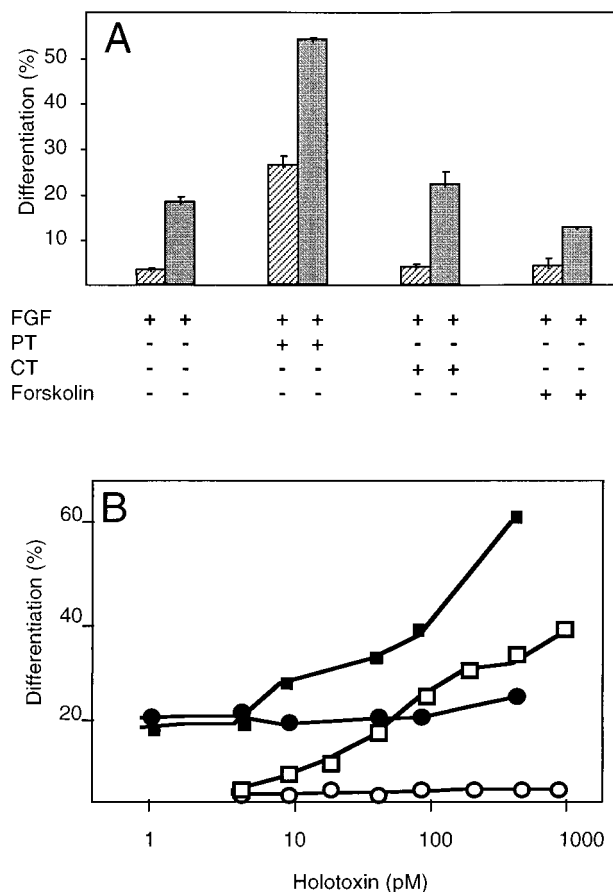 A
Differentiation (%)
50
40
30
20
10
FGF + + + + + + + +
PT - - + + - - - -
CT - - - - + + - -
Forskolin - - - - - - + +
B
Differentiation (%)
60
40
20
1 10 100 1000
Holotoxin (pM)